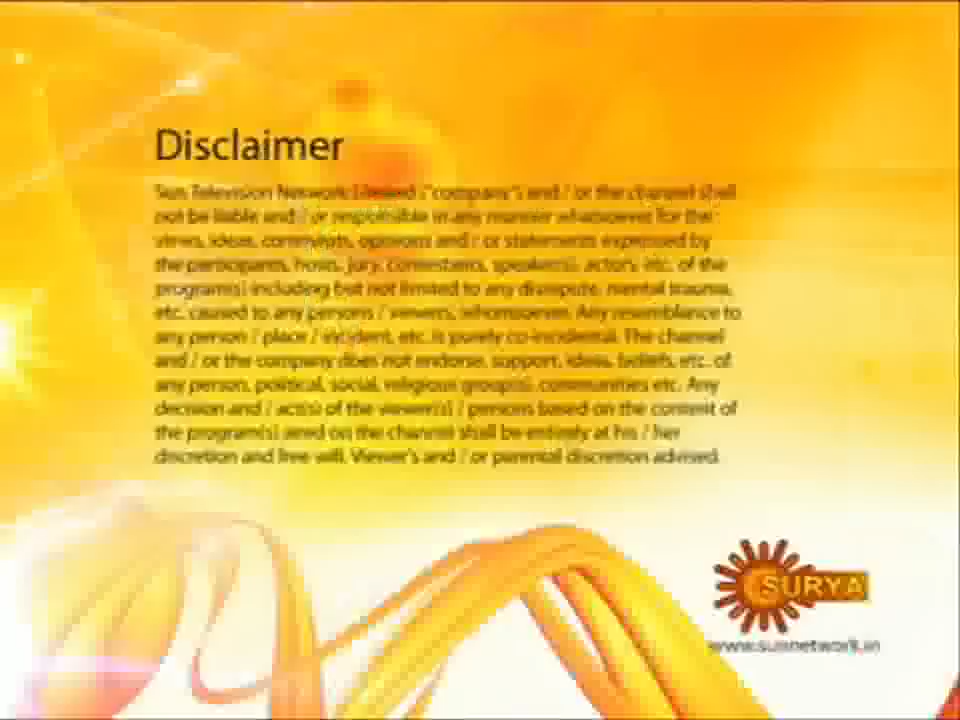 Disclaimer
Sun Television Network Limited ("company") and / or the channel shall
not be liable and / or responsible in any manner whatsoever for the
views, ideas, comments, opinions and / or statements expressed by
the participants, hosts, jury, contestants, speaker(s), actors, etc. of the
program(s) including but not limited to any disrepute, mental trauma,
etc. caused to any persons / viewers, whomsoever. Any resemblance to
any person / place / incident, etc. is purely co-incidental. The channel
and / or the company does not endorse, support, ideas, beliefs, etc. of
any person, political, social, religious group(s), communities etc. Any
decision and / act(s) of the viewer(s) / persons based on the content of
the program(s) aired on the channel shall be entirely at his / her
discretion and free will. Viewer's and / or parental discretion advised.
SURYA
www.sunnetwork.in